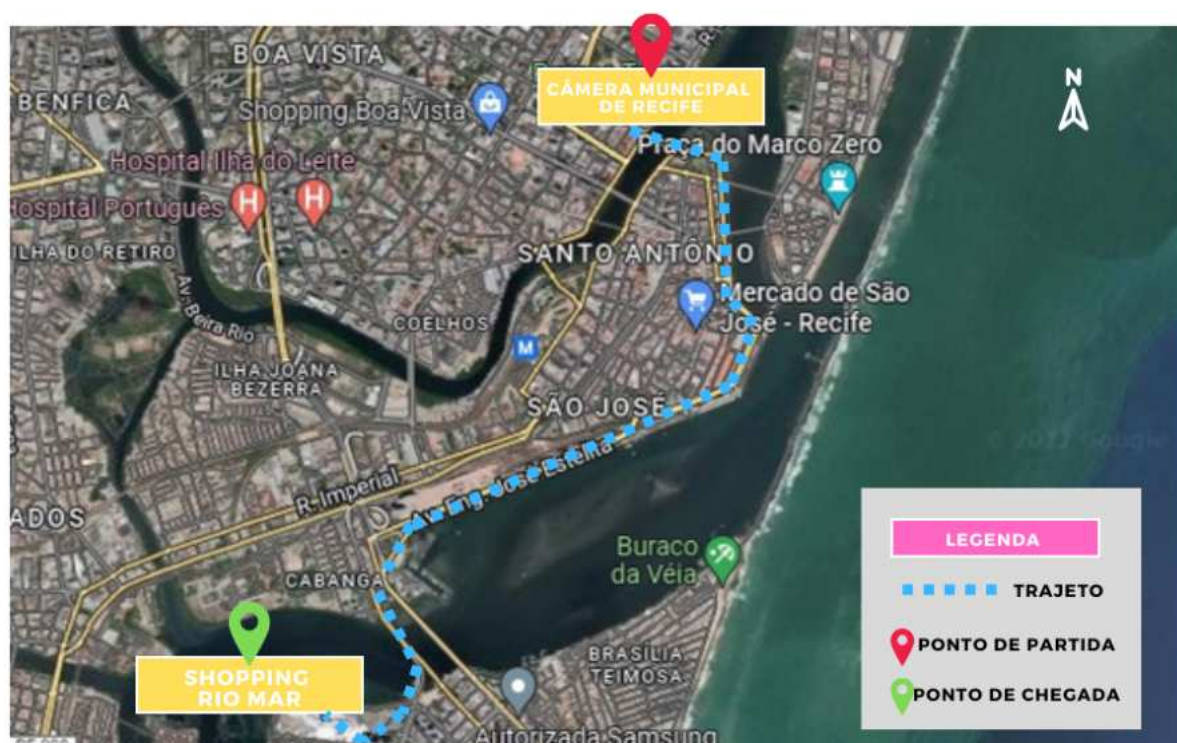 BOA VISTA
BENFICA
Shopping Boa Vista
CÂMERA MUNICIPAL
DE RECIFE
N
Praça do Marco Zero
Hospital Ilha do Leite
Hospital Português
ILHA DO RETIRO
SANTO ANTÔNIO
Av. Beira Rio
Mercado de São
José - Recife
COELHOS
M
ILHA JOANA
BEZERRA
SÃO JOSÉ
R. Imperial
Av. Eng. José Estelita
ADOS
Buraco
da Véia
CABANGA
SHOPPING
RIO MAR
BRASÍLIA
TEIMOSA
Autorizada Samsung
LEGENDA
TRAJETO
PONTO DE PARTIDA
PONTO DE CHEGADA